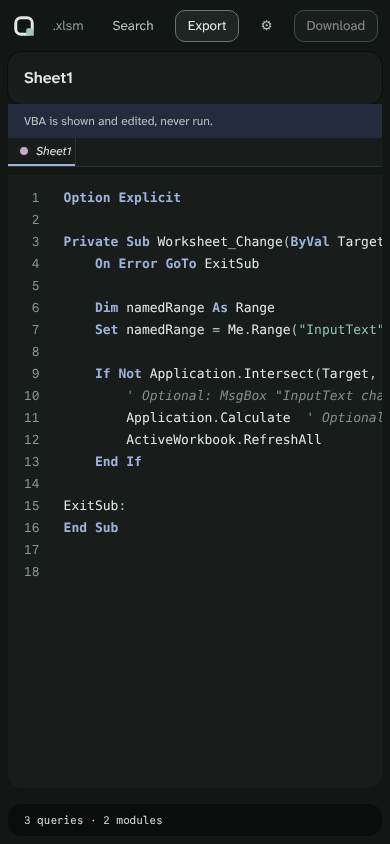 .xlsm Search Export Download
Sheet1
VBA is shown and edited, never run.
Sheet1
1 Option Explicit
2
3 Private Sub Worksheet_Change(ByVal Target
4 On Error GoTo ExitSub
5
6 Dim namedRange As Range
7 Set namedRange = Me.Range("InputText"
8
9 If Not Application.Intersect(Target,
10 ' Optional: MsgBox "InputText cha
11 Application.Calculate ' Optional
12 ActiveWorkbook.RefreshAll
13 End If
14
15 ExitSub:
16 End Sub
17
18
3 queries · 2 modules